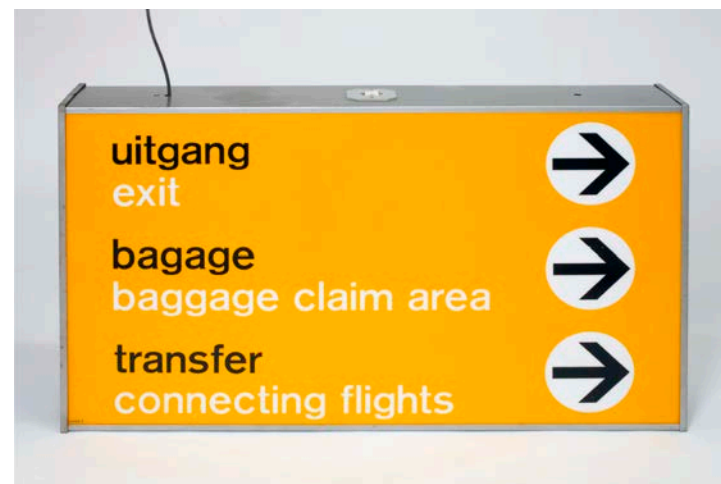 uitgang
exit
bagage
baggage claim area
transfer
connecting flights